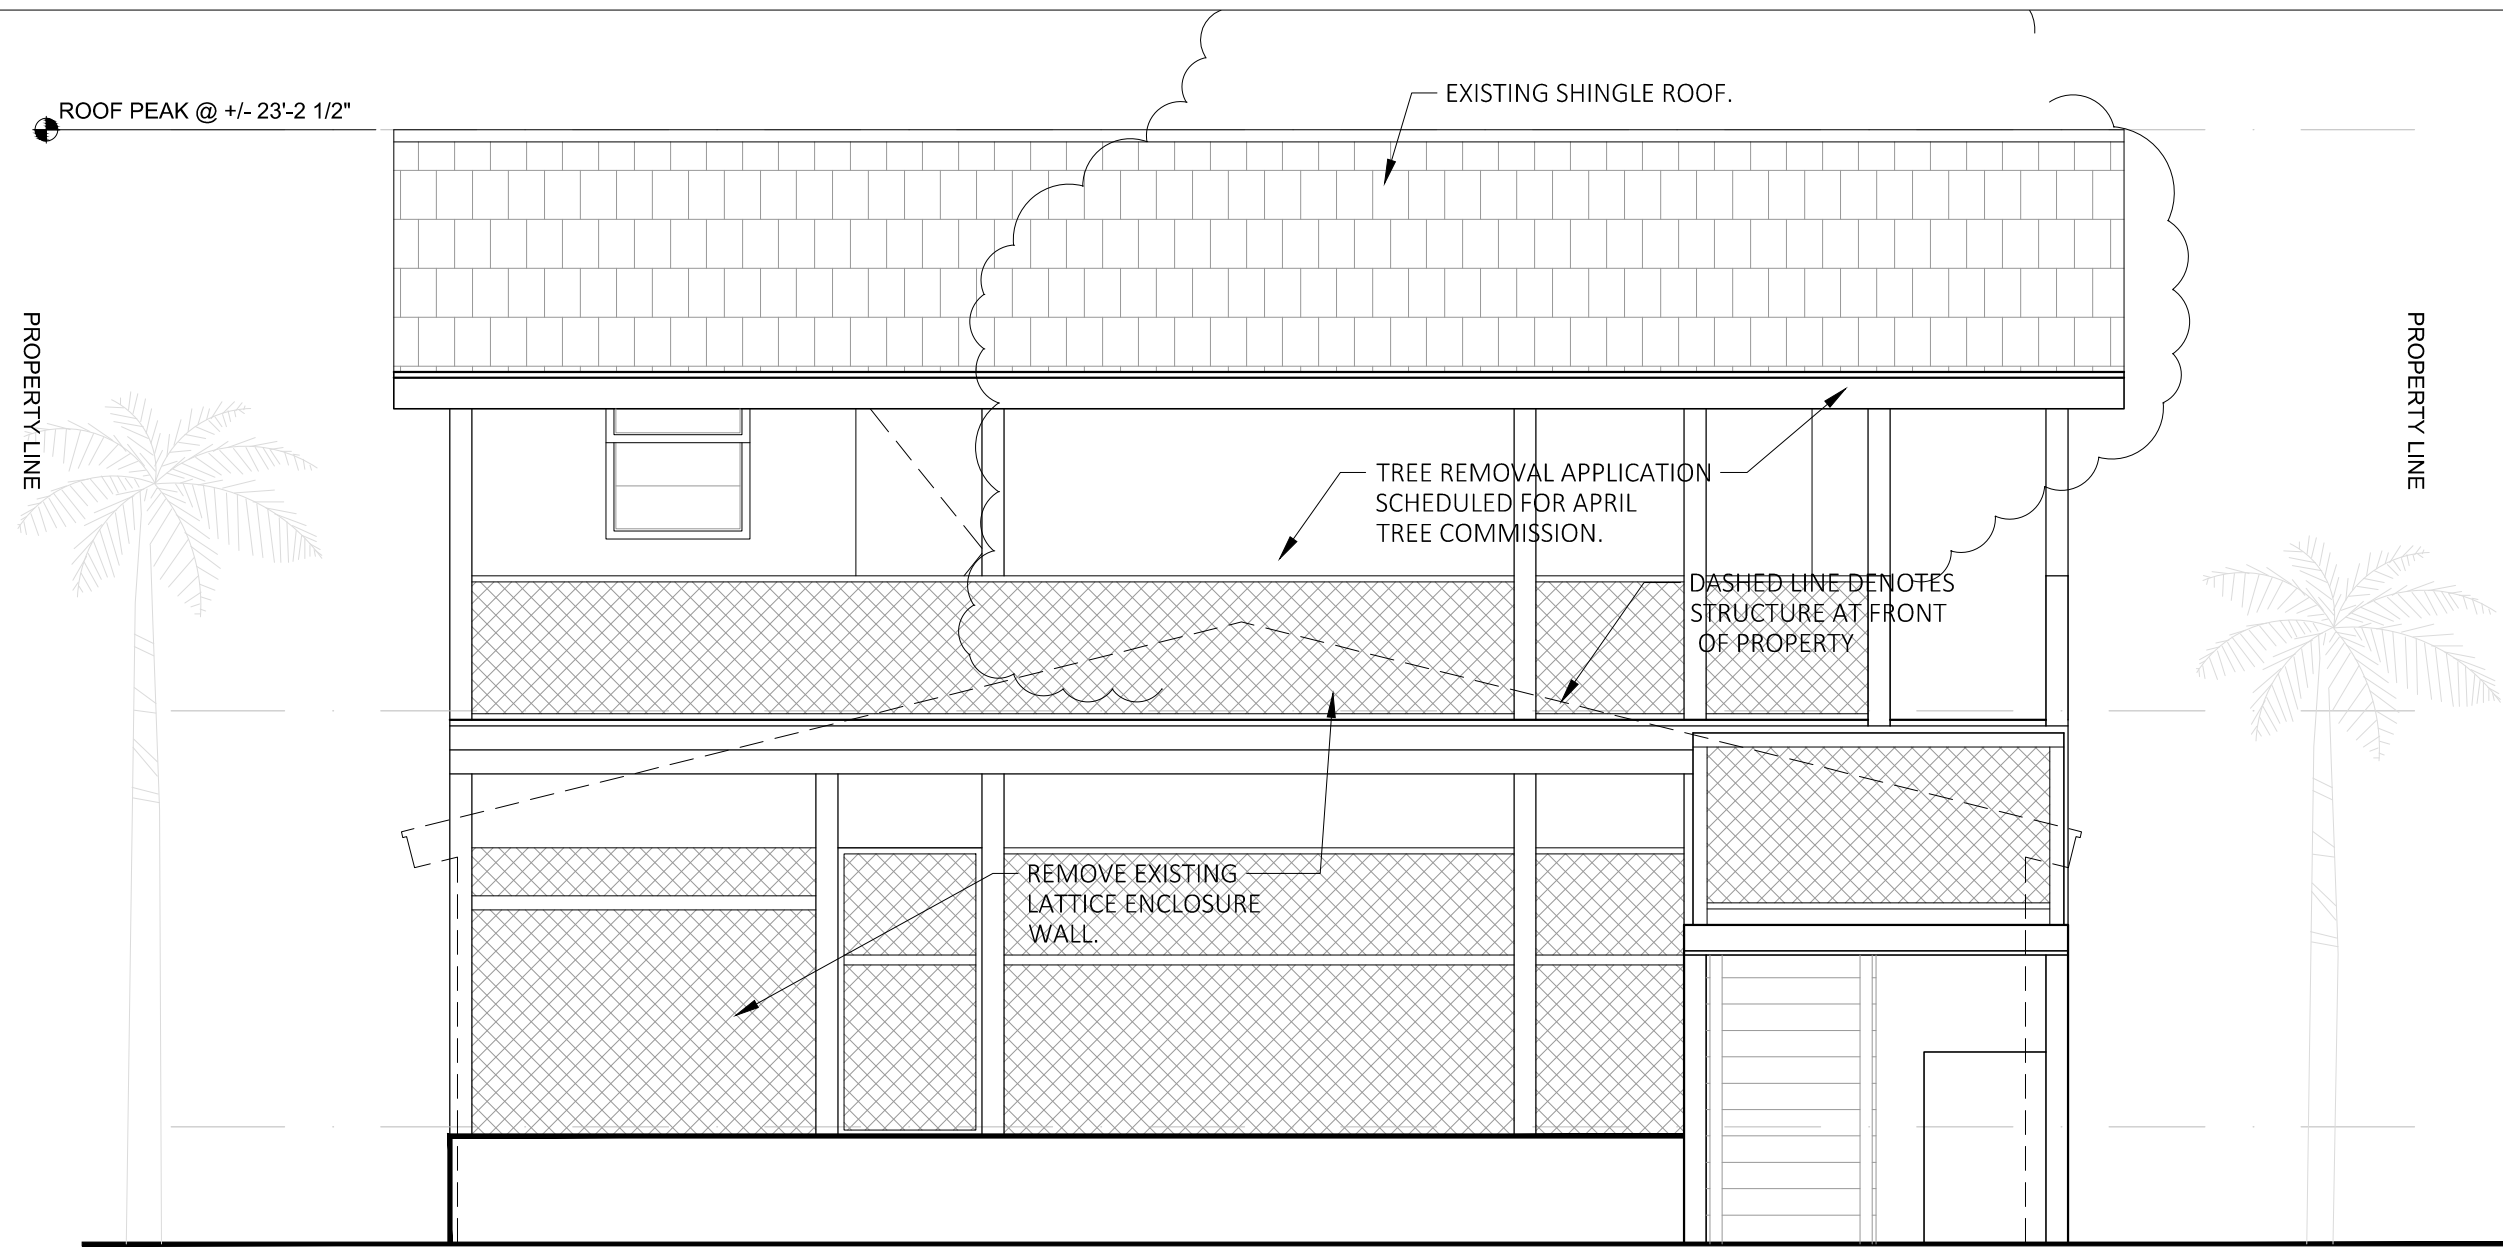 EXISTING SHINGLE ROOF.
ROOF PEAK @ +/- 23'-2 1/2"
PROPERTY LINE
PROPERTY LINE
TREE REMOVAL APPLICATION
SCHEDULED FOR APRIL
TREE COMMISSION.
DASHED LINE DENOTES
STRUCTURE AT FRONT
OF PROPERTY
REMOVE EXISTING
LATTICE ENCLOSURE
WALL.